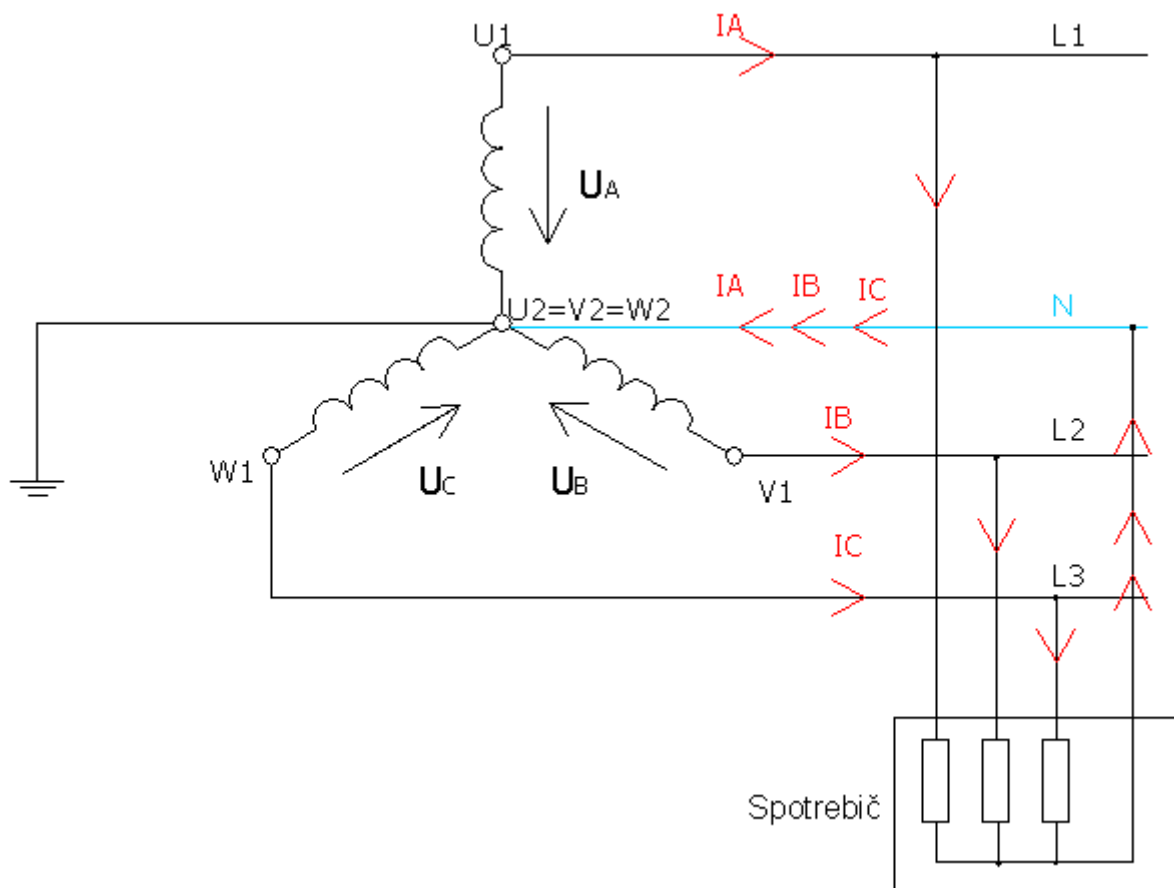 U1
IA
L1
UA
U2=V2=W2
IA IB IC
N
IB
L2
W1
UC
UB
V1
IC
L3
Spotrebič